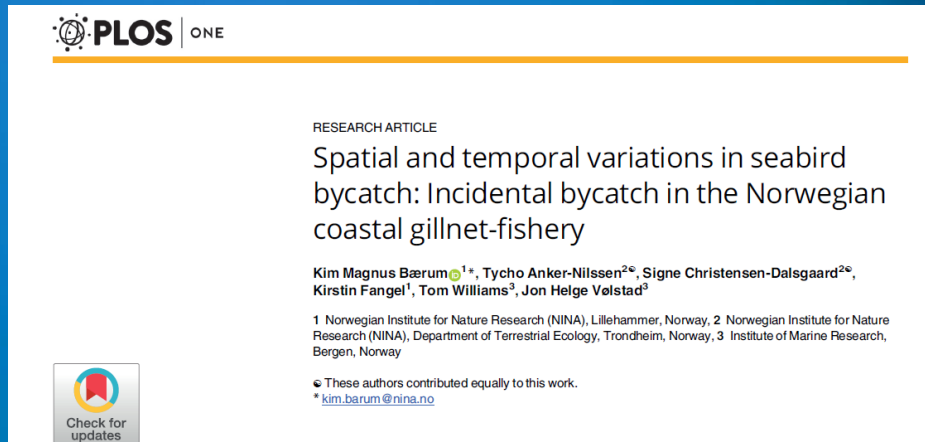 PLOS ONE
RESEARCH ARTICLE
Spatial and temporal variations in seabird
bycatch: Incidental bycatch in the Norwegian
coastal gillnet-fishery
Kim Magnus Bærum iD 1*, Tycho Anker-Nilssen2☯, Signe Christensen-Dalsgaard2☯,
Kirstin Fangel1, Tom Williams3, Jon Helge Vølstad3
1 Norwegian Institute for Nature Research (NINA), Lillehammer, Norway, 2 Norwegian Institute for Nature
Research (NINA), Department of Terrestrial Ecology, Trondheim, Norway, 3 Institute of Marine Research,
Bergen, Norway
☯ These authors contributed equally to this work.
* kim.barum@nina.no
Check for
updates